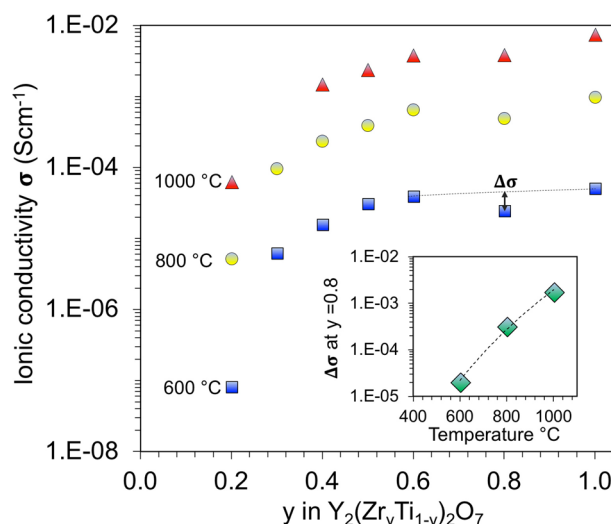 1.E-02
1.E-04
1.E-06
1.E-08
Ionic conductivity σ (Scm⁻¹)
1000 °C
800 °C
600 °C
Δσ
1.E-02
1.E-03
1.E-04
1.E-05
Δσ at y =0.8
400 600 800 1000
Temperature °C
0.0 0.2 0.4 0.6 0.8 1.0
y in Y₂(ZrᵧTi₁₋ᵧ)₂O₇